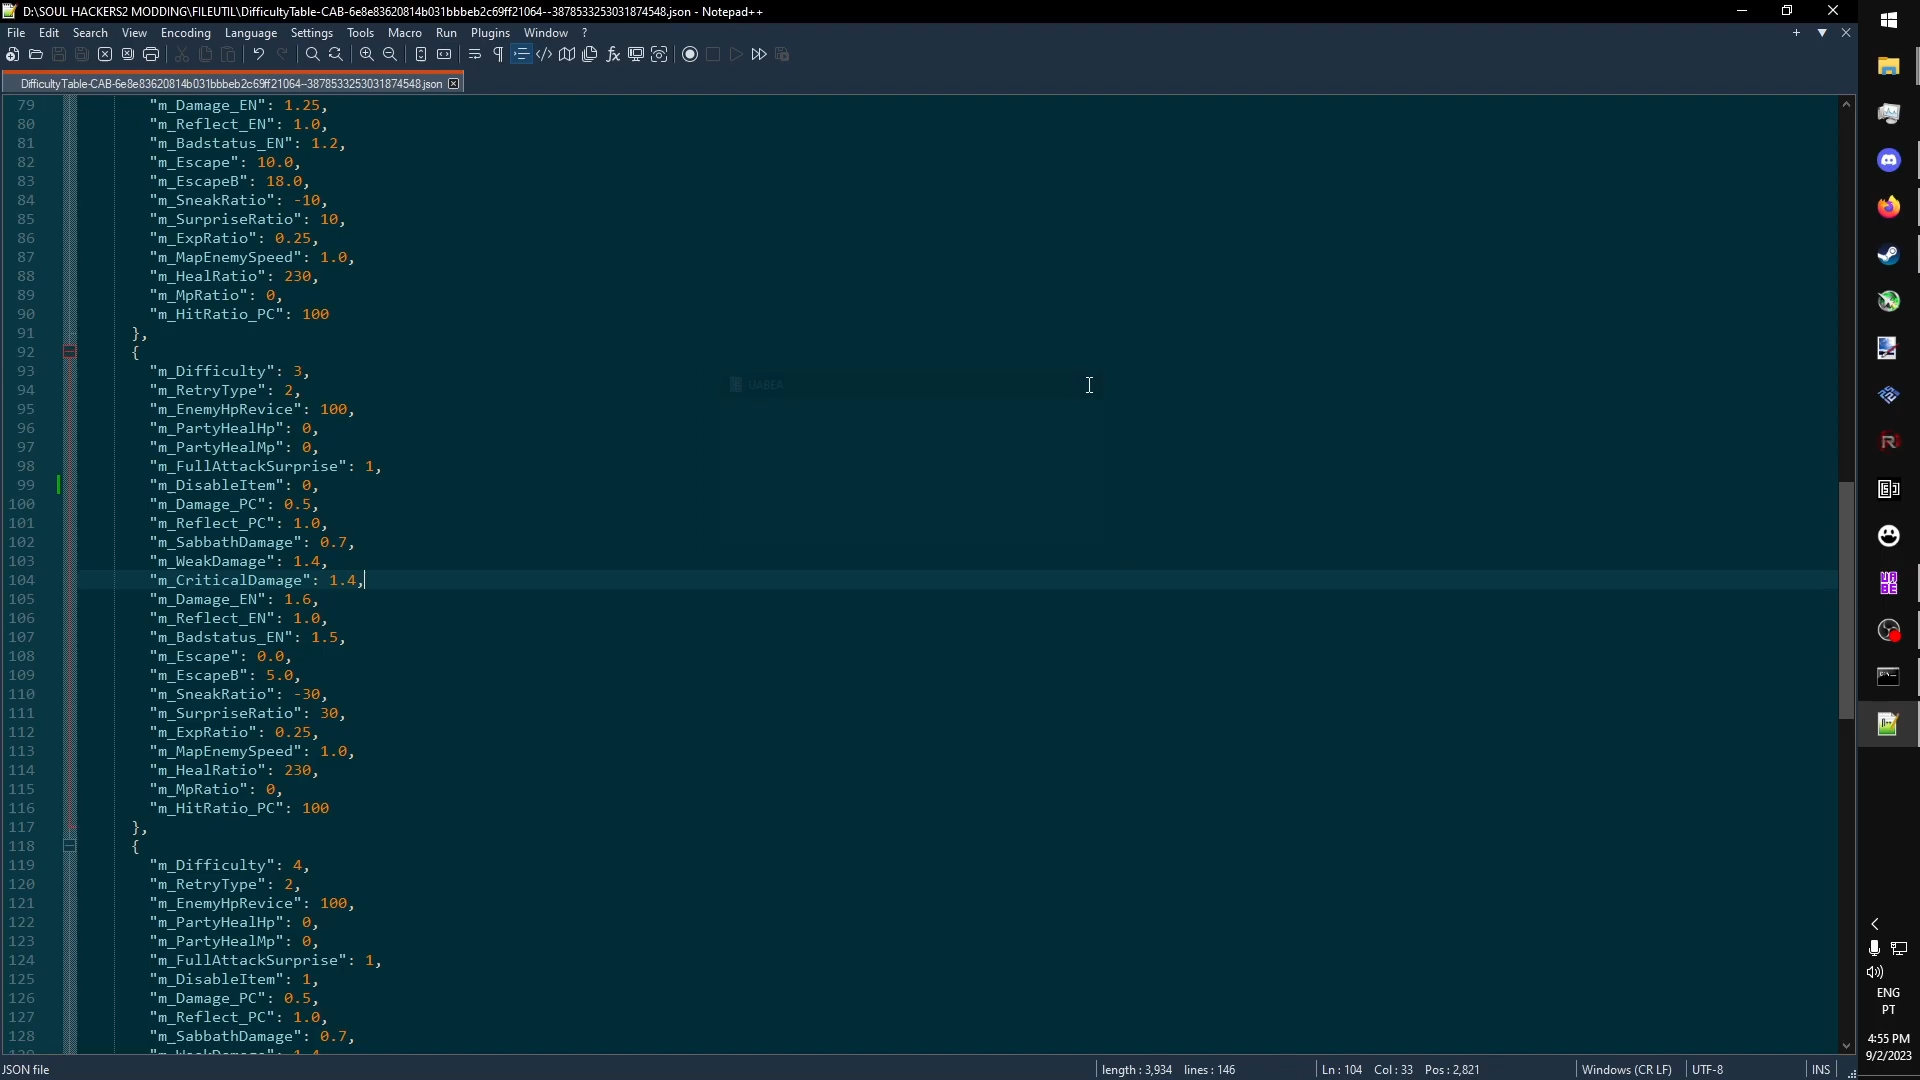 D:\SOUL HACKERS2 MODDING\FILEUTIL\DifficultyTable-CAB-6e8e83620814b031bbbeb2c69ff21064--3878533253031874548.json - Notepad++
File Edit Search View Encoding Language Settings Tools Macro Run Plugins Window ?
DifficultyTable-CAB-6e8e83620814b031bbbeb2c69ff21064--3878533253031874548.json
79 "m_Damage_EN": 1.25,
80 "m_Reflect_EN": 1.0,
81 "m_Badstatus_EN": 1.2,
82 "m_Escape": 10.0,
83 "m_EscapeB": 18.0,
84 "m_SneakRatio": -10,
85 "m_SurpriseRatio": 10,
86 "m_ExpRatio": 0.25,
87 "m_MapEnemySpeed": 1.0,
88 "m_HealRatio": 230,
89 "m_MpRatio": 0,
90 "m_HitRatio_PC": 100
91 },
92 {
93 "m_Difficulty": 3,
94 "m_RetryType": 2,
UABEA
95 "m_EnemyHpRevice": 100,
96 "m_PartyHealHp": 0,
97 "m_PartyHealMp": 0,
98 "m_FullAttackSurprise": 1,
99 "m_DisableItem": 0,
100 "m_Damage_PC": 0.5,
101 "m_Reflect_PC": 1.0,
102 "m_SabbathDamage": 0.7,
103 "m_WeakDamage": 1.4,
104 "m_CriticalDamage": 1.4,
105 "m_Damage_EN": 1.6,
106 "m_Reflect_EN": 1.0,
107 "m_Badstatus_EN": 1.5,
108 "m_Escape": 0.0,
109 "m_EscapeB": 5.0,
110 "m_SneakRatio": -30,
111 "m_SurpriseRatio": 30,
112 "m_ExpRatio": 0.25,
113 "m_MapEnemySpeed": 1.0,
114 "m_HealRatio": 230,
115 "m_MpRatio": 0,
116 "m_HitRatio_PC": 100
117 },
118 {
119 "m_Difficulty": 4,
120 "m_RetryType": 2,
121 "m_EnemyHpRevice": 100,
122 "m_PartyHealHp": 0,
123 "m_PartyHealMp": 0,
124 "m_FullAttackSurprise": 1,
125 "m_DisableItem": 1,
126 "m_Damage_PC": 0.5,
127 "m_Reflect_PC": 1.0,
128 "m_SabbathDamage": 0.7,
JSON file length : 3,934 lines : 146 Ln : 104 Col : 33 Pos : 2,821 Windows (CR LF) UTF-8 INS
UABE
ENG
PT
4:55 PM
9/2/2023